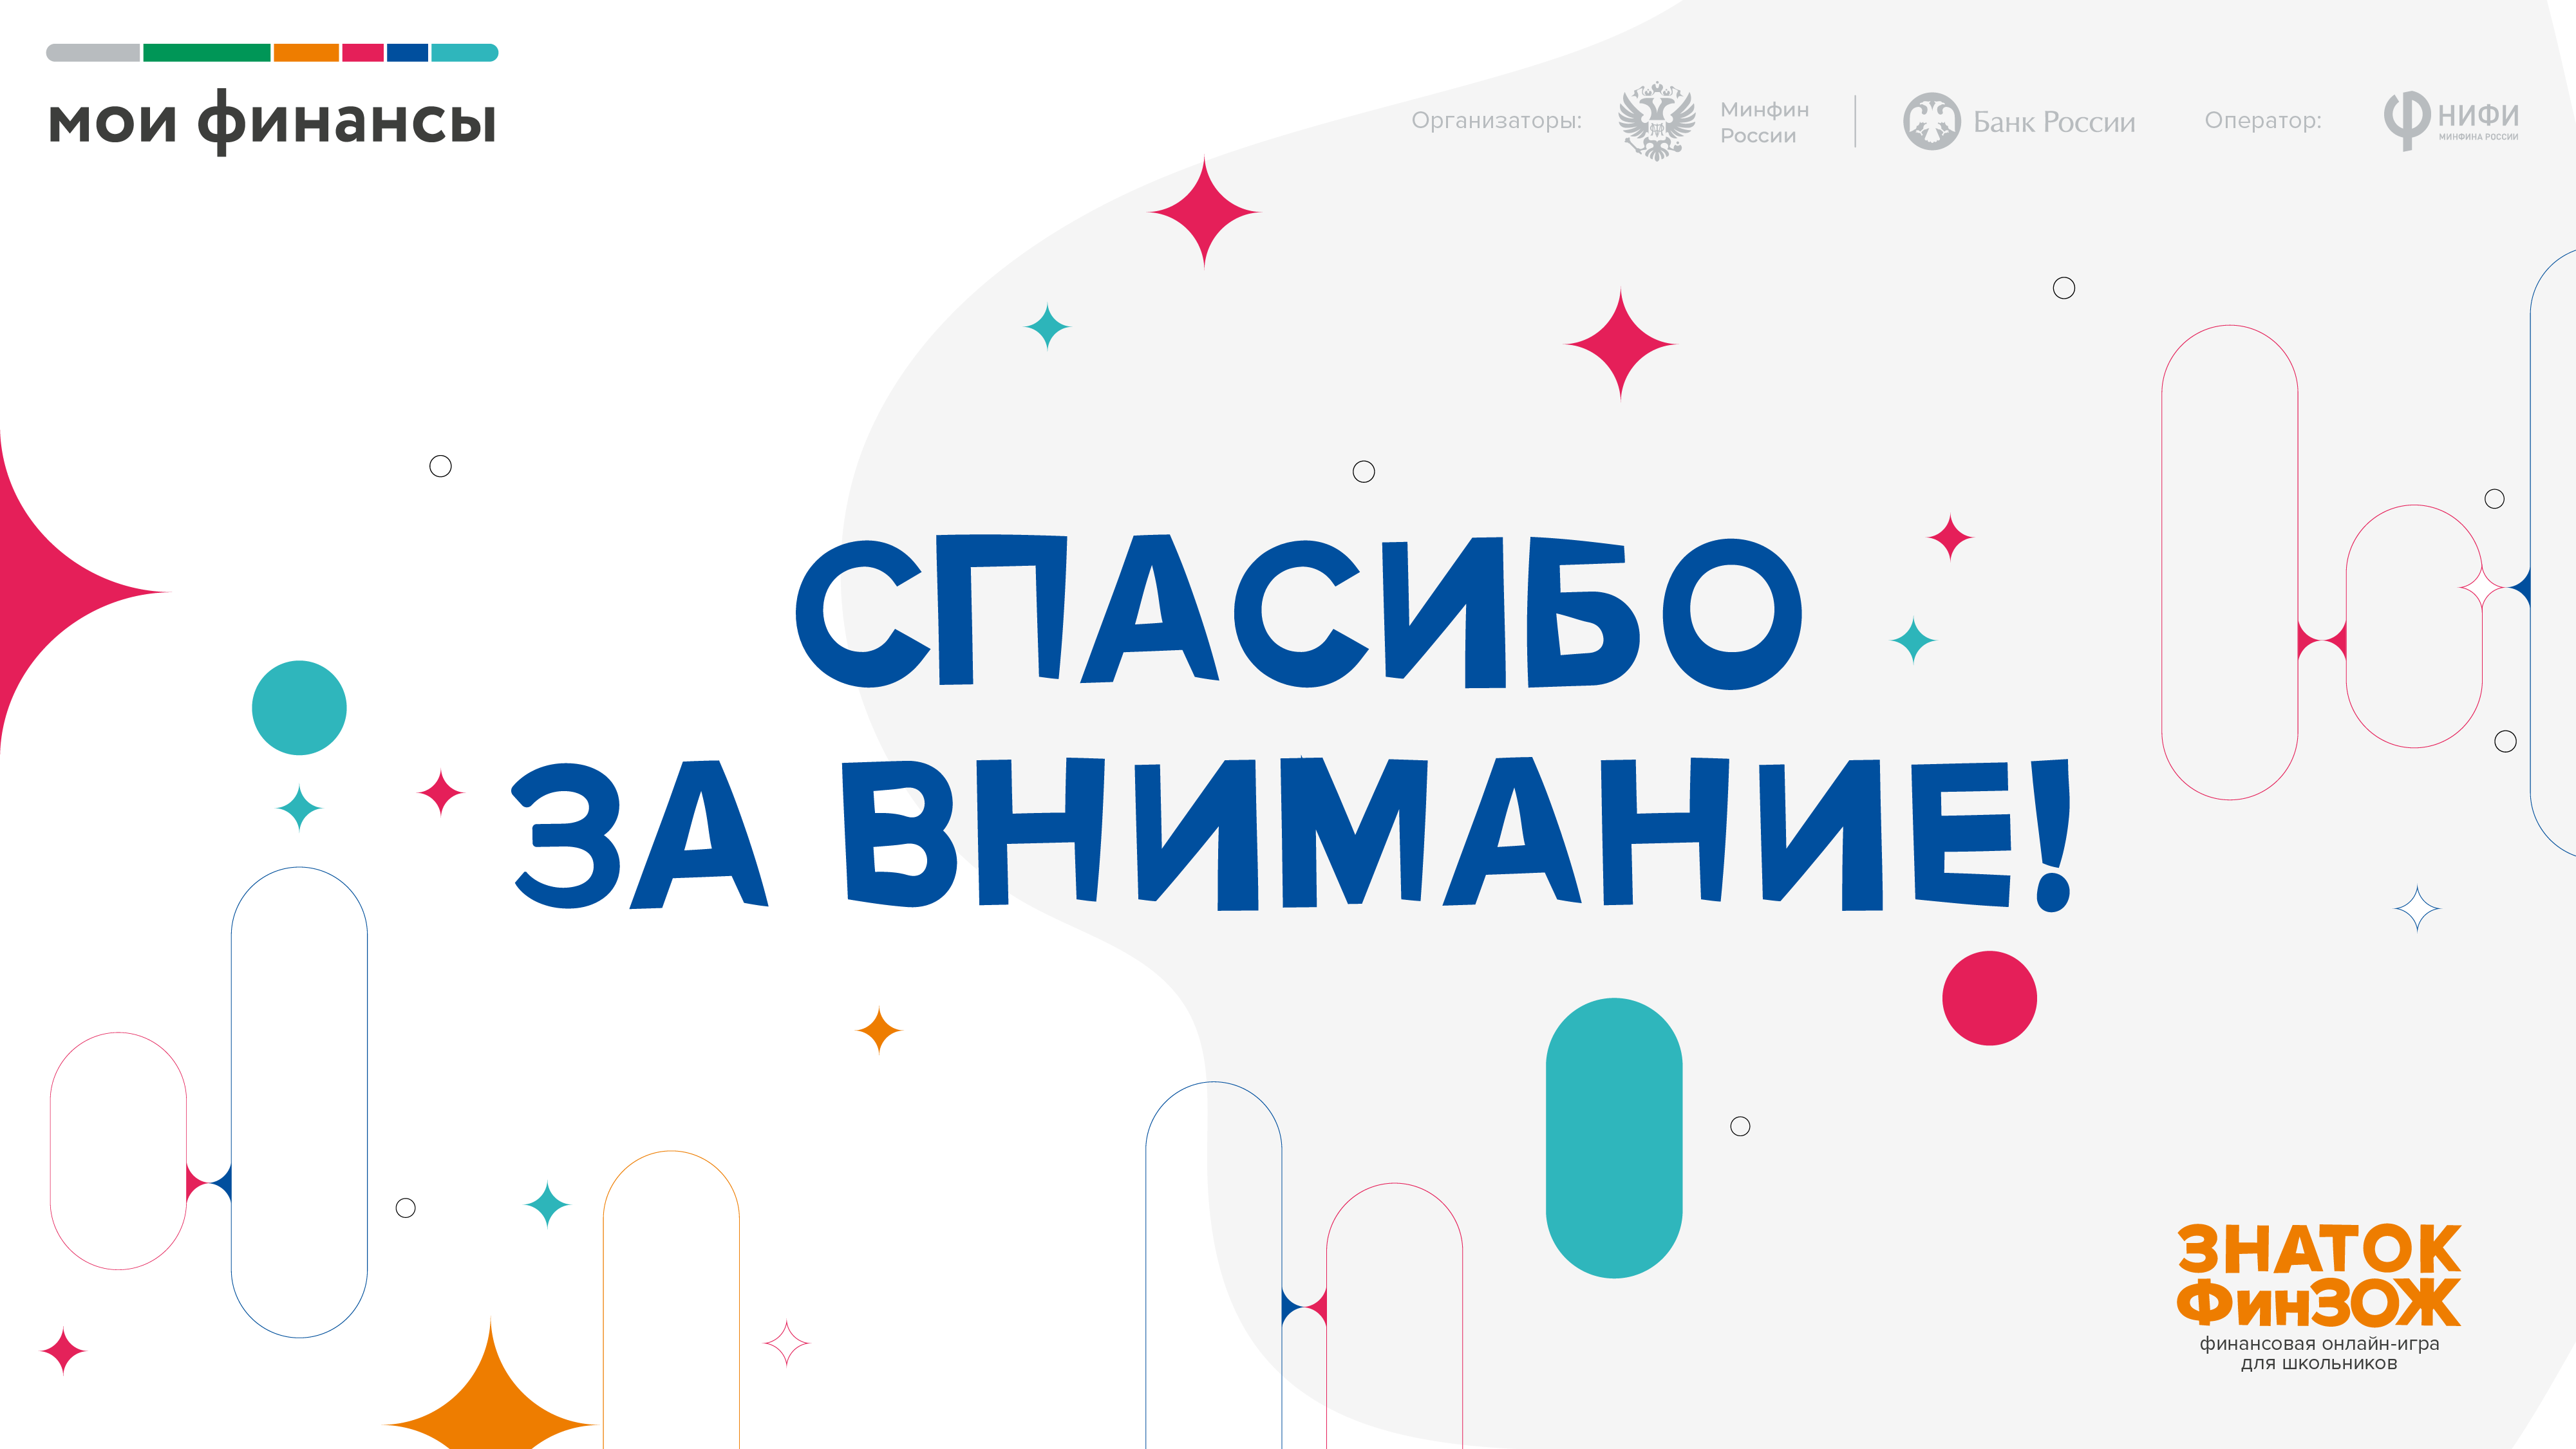 мои финансы
Организаторы:
Минфин
России
Банк России
Оператор:
НИФИ
МИНФИНА РОССИИ
СПАСИБО
ЗА ВНИМАНИЕ!
ЗНАТОК
ФинЗОЖ
финансовая онлайн-игра
для школьников